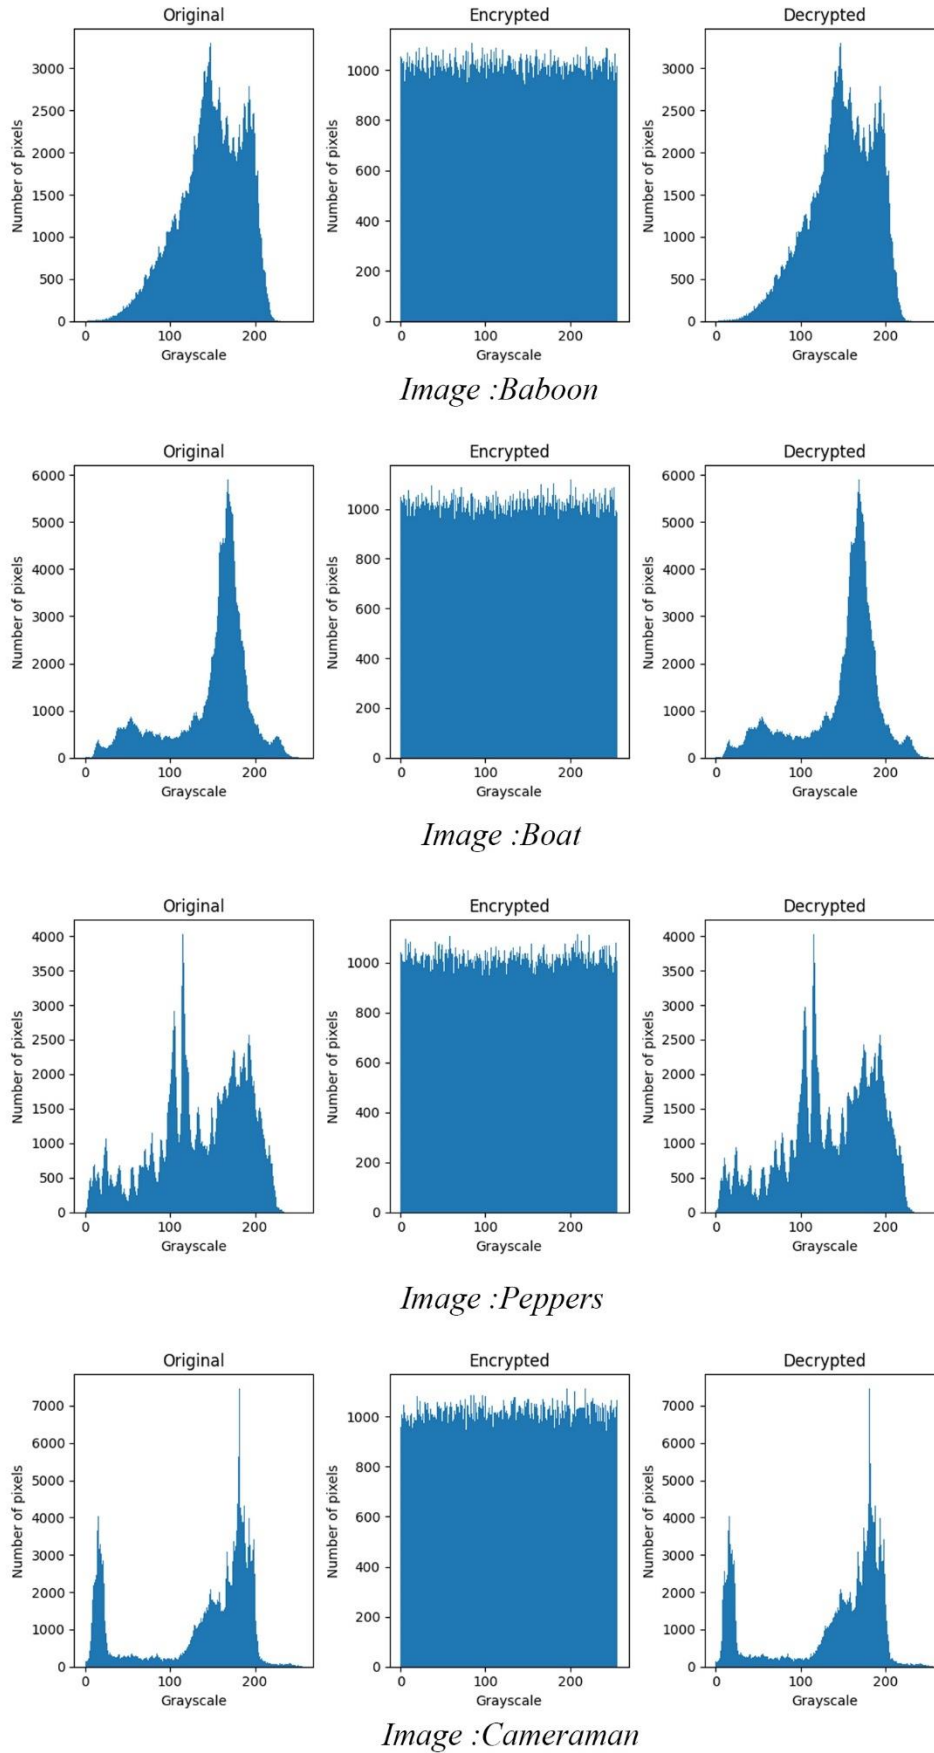 Original Encrypted Decrypted
Number of pixels
3000
2500
2000
1500
1000
500
0
0 100 200
Grayscale
Number of pixels
1000
800
600
400
200
0
0 100 200
Grayscale
Number of pixels
3000
2500
2000
1500
1000
500
0
0 100 200
Grayscale
Image :Baboon
Original Encrypted Decrypted
Number of pixels
6000
5000
4000
3000
2000
1000
0
0 100 200
Grayscale
Number of pixels
1000
800
600
400
200
0
0 100 200
Grayscale
Number of pixels
6000
5000
4000
3000
2000
1000
0
0 100 200
Grayscale
Image :Boat
Original Encrypted Decrypted
Number of pixels
4000
3500
3000
2500
2000
1500
1000
500
0
0 100 200
Grayscale
Number of pixels
1000
800
600
400
200
0
0 100 200
Grayscale
Number of pixels
4000
3500
3000
2500
2000
1500
1000
500
0
0 100 200
Grayscale
Image :Peppers
Original Encrypted Decrypted
Number of pixels
7000
6000
5000
4000
3000
2000
1000
0
0 100 200
Grayscale
Number of pixels
1000
800
600
400
200
0
0 100 200
Grayscale
Number of pixels
7000
6000
5000
4000
3000
2000
1000
0
0 100 200
Grayscale
Image :Cameraman